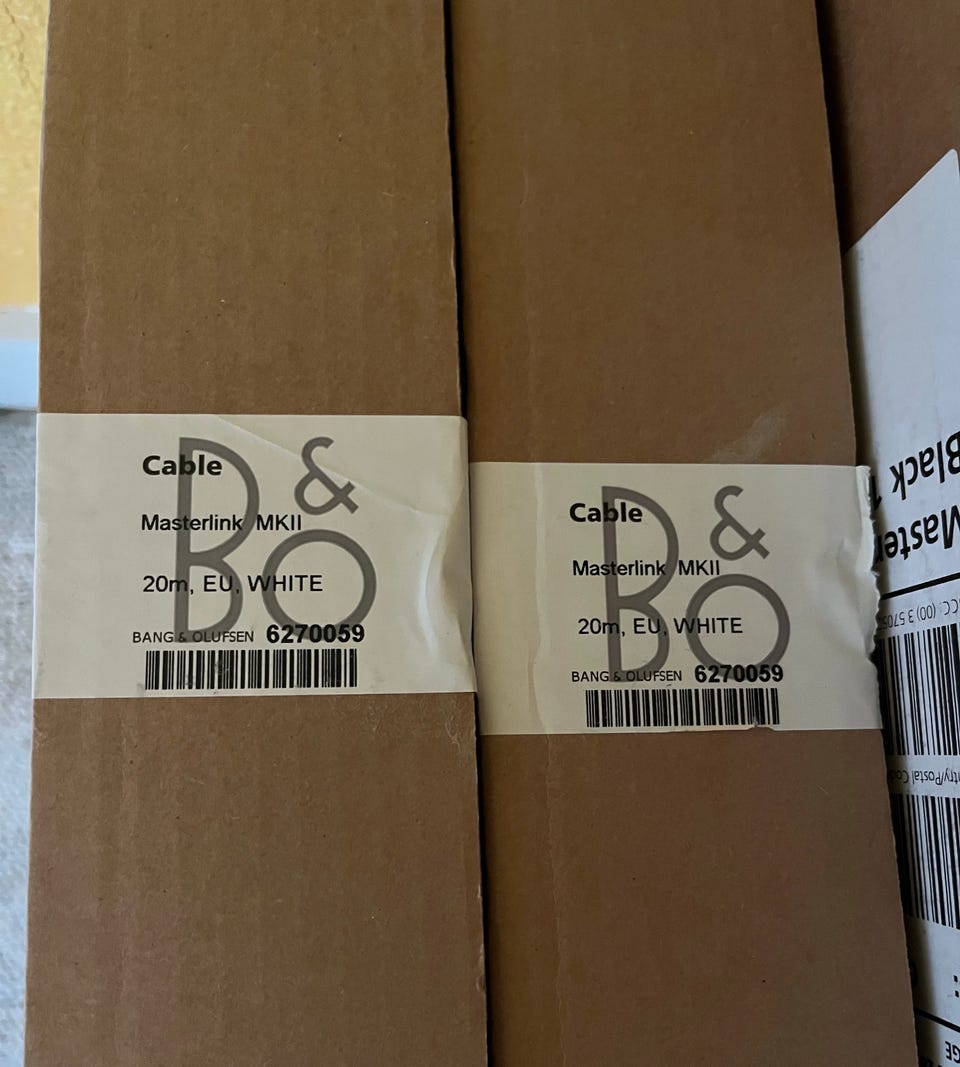 B&O
Cable
Masterlink MKII
20m, EU, WHITE
BANG & OLUFSEN 6270059
B&O
Cable
Masterlink MKII
20m, EU, WHITE
BANG & OLUFSEN 6270059
Black